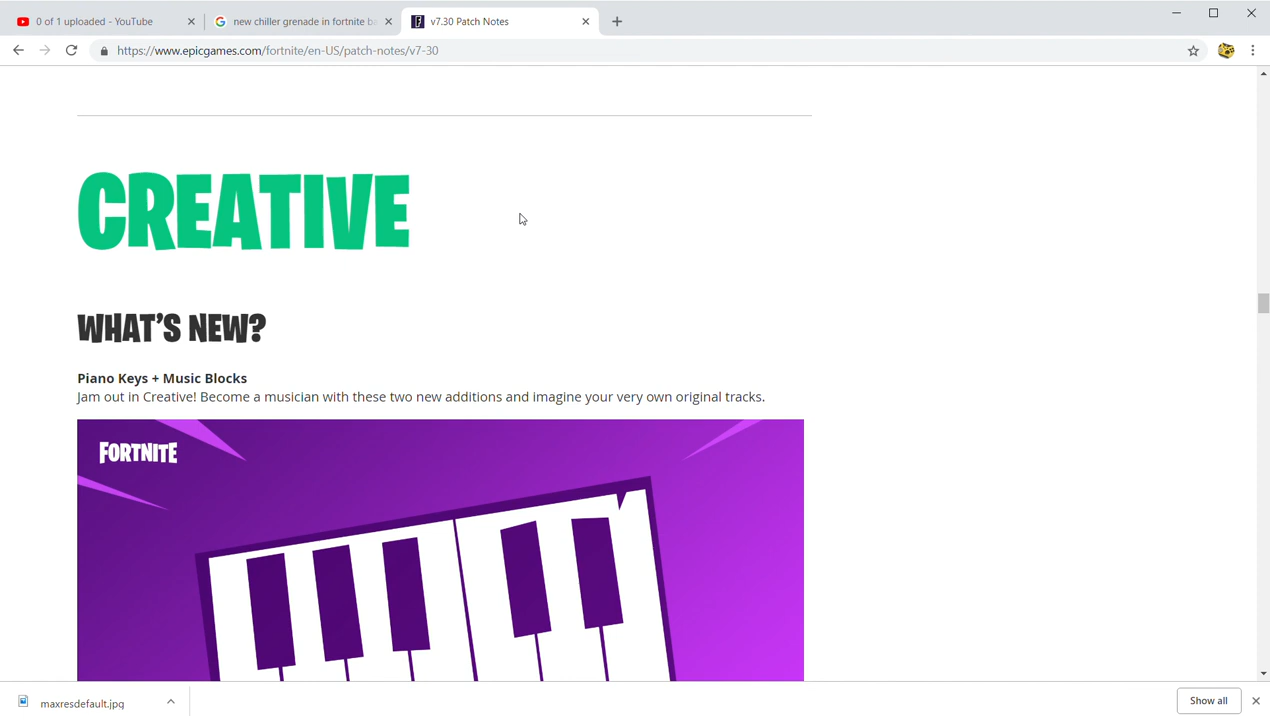 0 of 1 uploaded - YouTube
new chiller grenade in fortnite ba
v7.30 Patch Notes
https://www.epicgames.com/fortnite/en-US/patch-notes/v7-30
CREATIVE
WHAT'S NEW?
Piano Keys + Music Blocks
Jam out in Creative! Become a musician with these two new additions and imagine your very own original tracks.
FORTNITE
maxresdefault.jpg
Show all